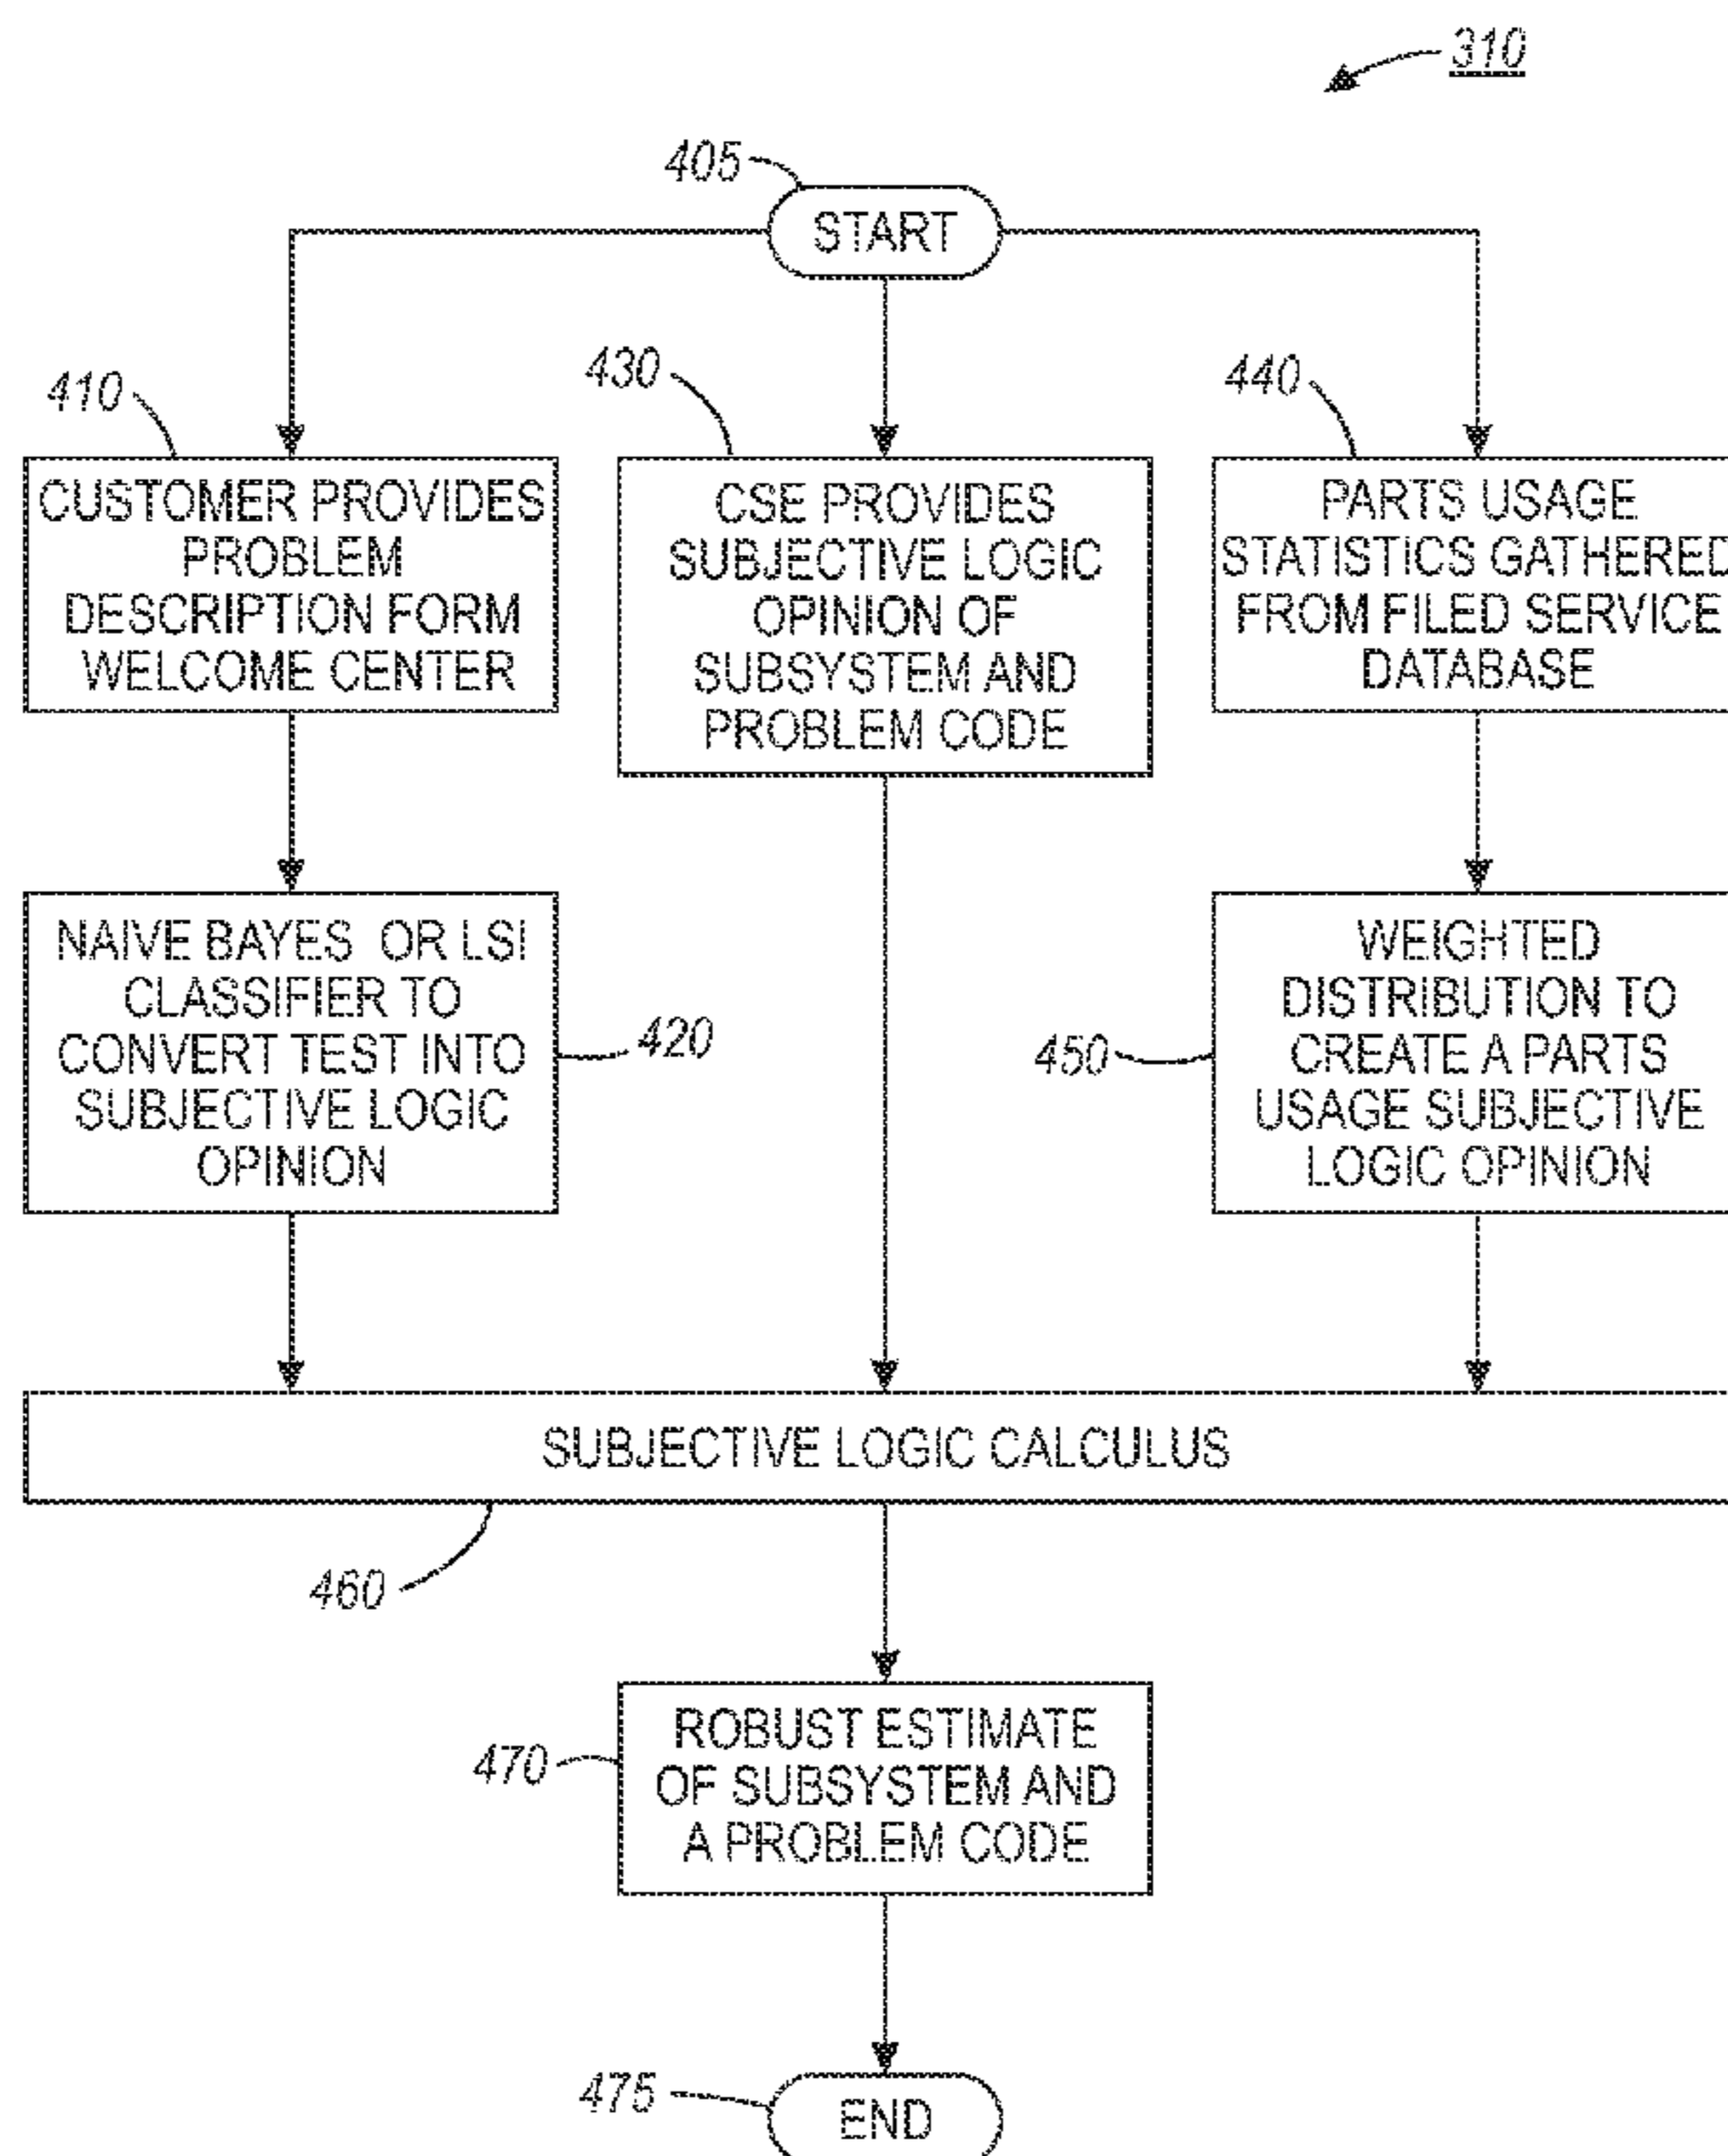 310
405
START
410
CUSTOMER PROVIDES
PROBLEM
DESCRIPTION FORM
WELCOME CENTER
430
CSE PROVIDES
SUBJECTIVE LOGIC
OPINION OF
SUBSYSTEM AND
PROBLEM CODE
440
PARTS USAGE
STATISTICS GATHERED
FROM FILED SERVICE
DATABASE
NAIVE BAYES OR LSI
CLASSIFIER TO
CONVERT TEST INTO
SUBJECTIVE LOGIC
OPINION
420
450
WEIGHTED
DISTRIBUTION TO
CREATE A PARTS
USAGE SUBJECTIVE
LOGIC OPINION
SUBJECTIVE LOGIC CALCULUS
460
470
ROBUST ESTIMATE
OF SUBSYSTEM AND
A PROBLEM CODE
475
END